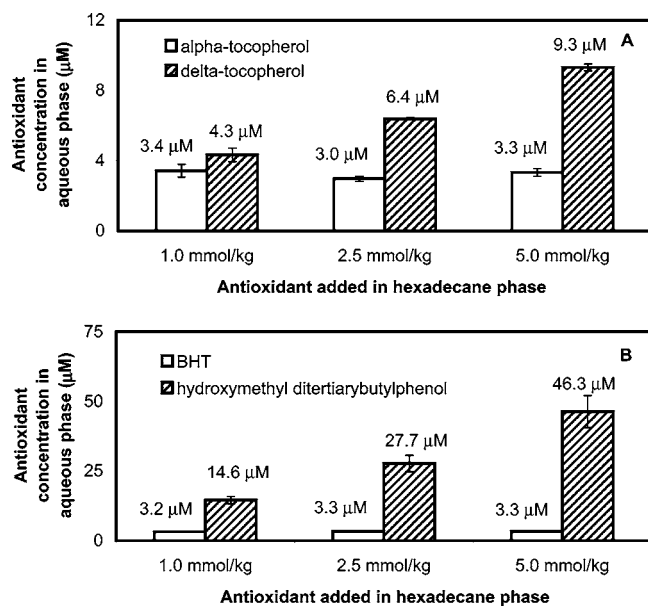 Antioxidant
concentration in
aqueous phase (μM)
12
8
4
0
A
alpha-tocopherol
delta-tocopherol
3.4 μM
4.3 μM
3.0 μM
6.4 μM
3.3 μM
9.3 μM
1.0 mmol/kg
2.5 mmol/kg
5.0 mmol/kg
Antioxidant added in hexadecane phase
Antioxidant
concentration in
aqueous phase (μM)
75
50
25
0
B
BHT
hydroxymethyl ditertiarybutylphenol
3.2 μM
14.6 μM
3.3 μM
27.7 μM
3.3 μM
46.3 μM
1.0 mmol/kg
2.5 mmol/kg
5.0 mmol/kg
Antioxidant added in hexadecane phase